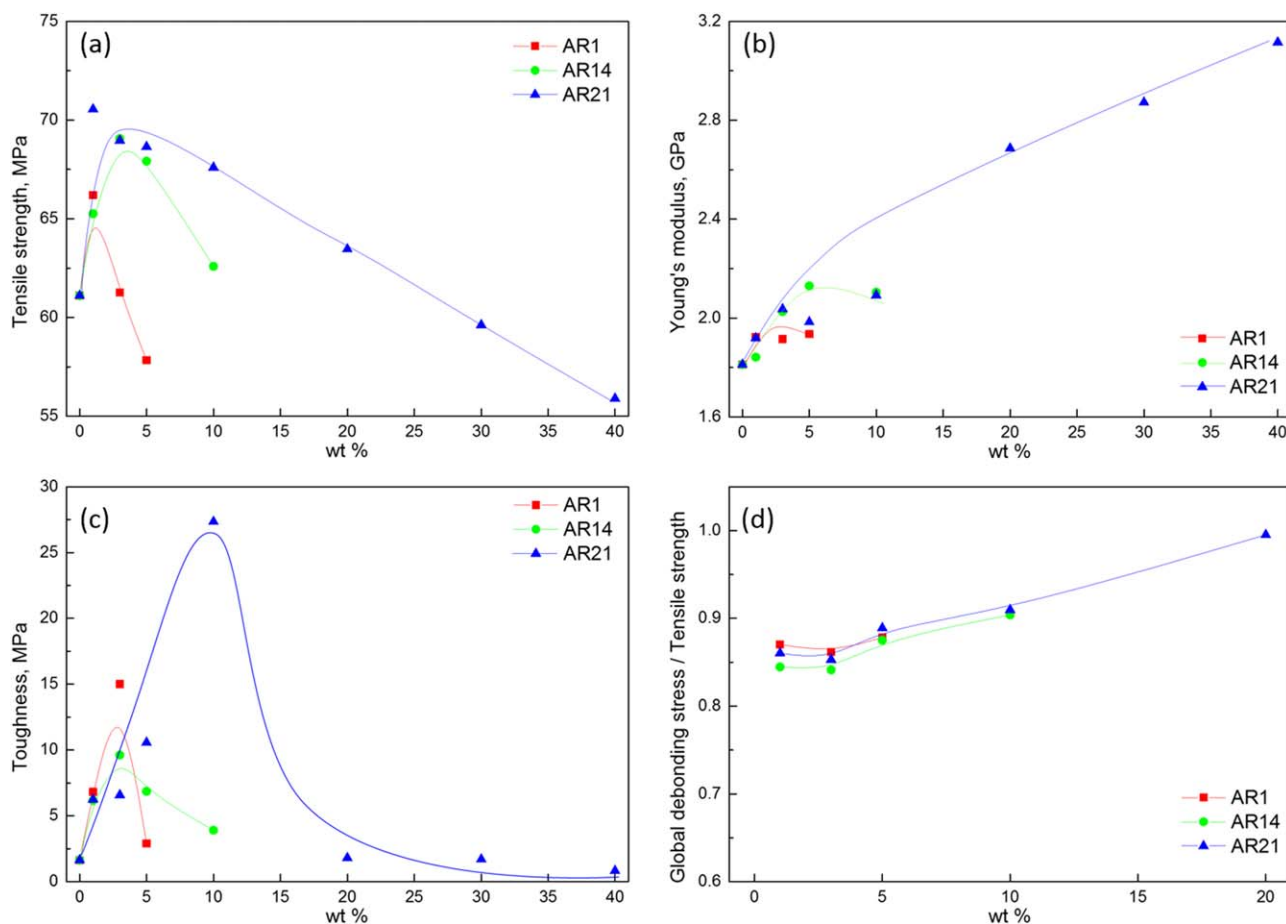 (a)
AR1
AR14
AR21
Tensile strength, MPa
75
70
65
60
55
0 5 10 15 20 25 30 35 40
wt %
(b)
AR1
AR14
AR21
Young's modulus, GPa
3.2
2.8
2.4
2.0
1.6
0 5 10 15 20 25 30 35 40
wt %
(c)
AR1
AR14
AR21
Toughness, MPa
30
25
20
15
10
5
0
0 5 10 15 20 25 30 35 40
wt %
(d)
AR1
AR14
AR21
Global debonding stress / Tensile strength
1.0
0.9
0.8
0.7
0.6
0 5 10 15 20
wt %